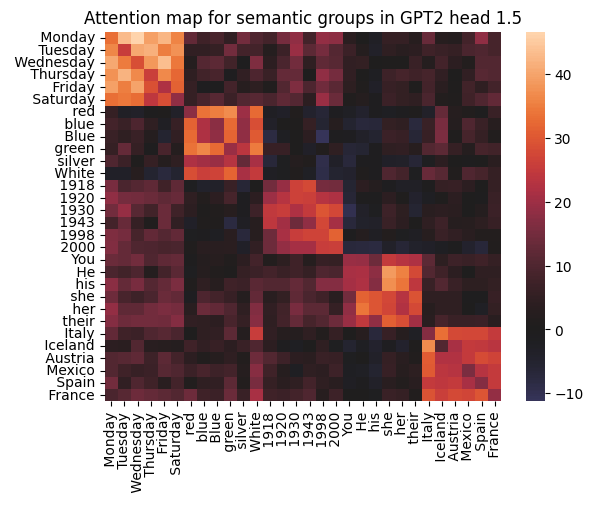 Attention map for semantic groups in GPT2 head 1.5
Monday
Tuesday
Wednesday
Thursday
Friday
Saturday
red
blue
Blue
green
silver
White
1918
1920
1930
1943
1998
2000
You
He
his
she
her
their
Italy
Iceland
Austria
Mexico
Spain
France
Monday
Tuesday
Wednesday
Thursday
Friday
Saturday
red
blue
Blue
green
silver
White
1918
1920
1930
1943
1998
2000
You
He
his
she
her
their
Italy
Iceland
Austria
Mexico
Spain
France
40
30
20
10
0
−10